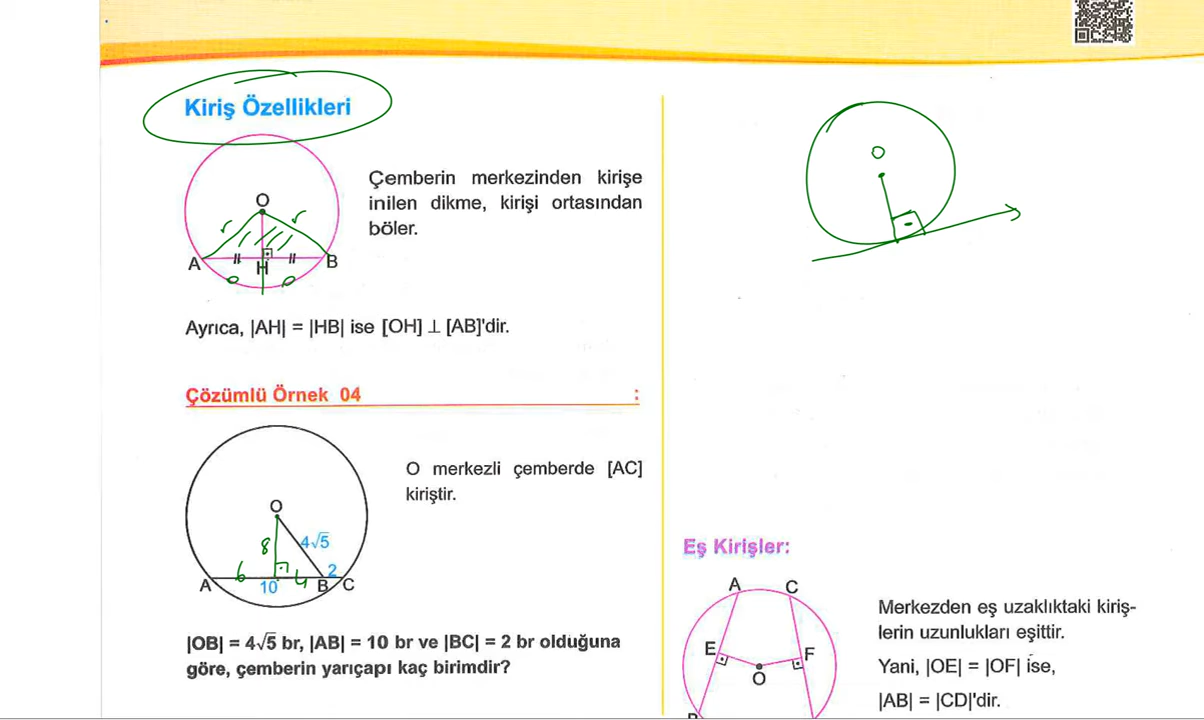 Kiriş Özellikleri
O
r
r
A
H
B
Çemberin merkezinden kirişe
inilen dikme, kirişi ortasından
böler.
Ayrıca, |AH| = |HB| ise [OH] ⊥ [AB]'dir.
Çözümlü Örnek 04 :
O
8
4√5
6
4
2
A
10
B
C
O merkezli çemberde [AC]
kiriştir.
|OB| = 4√5 br, |AB| = 10 br ve |BC| = 2 br olduğuna
göre, çemberin yarıçapı kaç birimdir?
O
Eş Kirişler:
A
C
E
F
O
B
Merkezden eş uzaklıktaki kiriş-
lerin uzunlukları eşittir.
Yani, |OE| = |OF| ise,
|AB| = |CD|'dir.